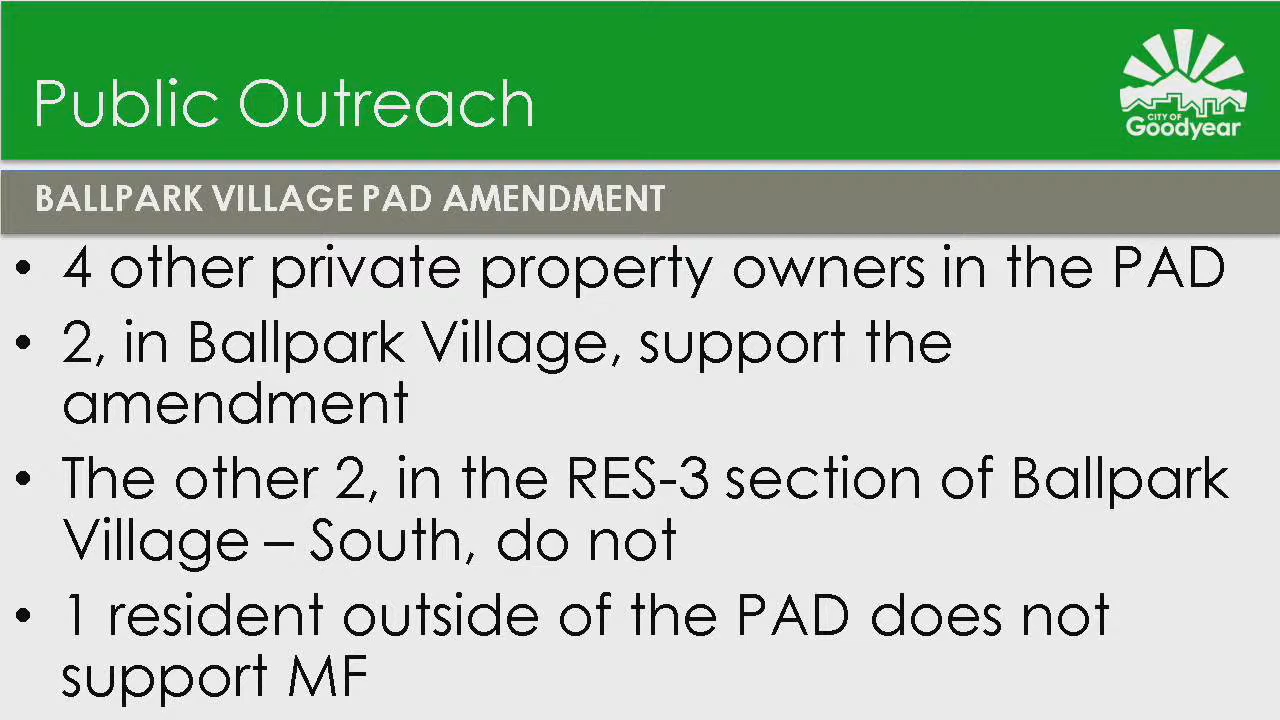 Public Outreach
CITY OF
Goodyear
BALLPARK VILLAGE PAD AMENDMENT
• 4 other private property owners in the PAD
• 2, in Ballpark Village, support the
amendment
• The other 2, in the RES-3 section of Ballpark
Village – South, do not
• 1 resident outside of the PAD does not
support MF